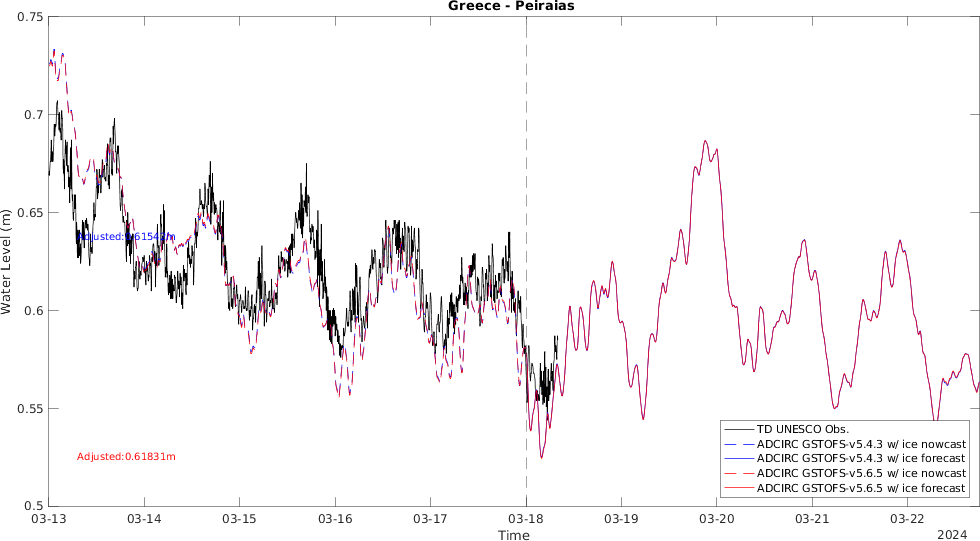 Greece - Peiraias
0.75
0.7
0.65
0.6
0.55
0.5
Water Level (m)
Adjusted:0.61542m
Adjusted:0.61831m
TD UNESCO Obs.
ADCIRC GSTOFS-v5.4.3 w/ ice nowcast
ADCIRC GSTOFS-v5.4.3 w/ ice forecast
ADCIRC GSTOFS-v5.6.5 w/ ice nowcast
ADCIRC GSTOFS-v5.6.5 w/ ice forecast
03-13 03-14 03-15 03-16 03-17 03-18 03-19 03-20 03-21 03-22
Time
2024